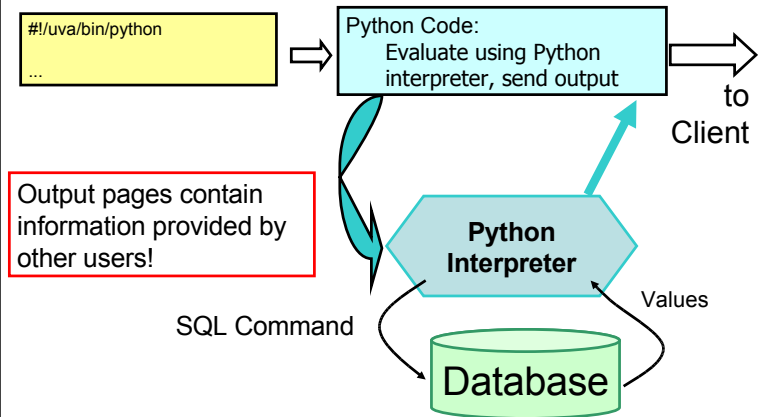 #!/uva/bin/python
...
Python Code:
Evaluate using Python
interpreter, send output
to
Client
Output pages contain
information provided by
other users!
Python
Interpreter
Values
SQL Command
Database